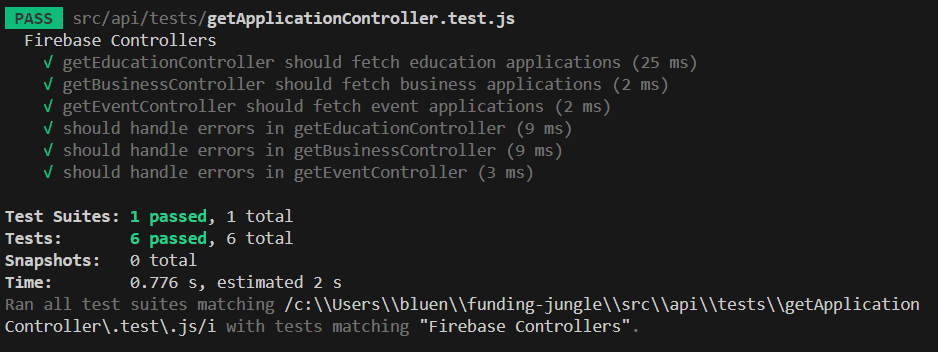 PASS src/api/tests/getApplicationController.test.js
Firebase Controllers
√ getEducationController should fetch education applications (25 ms)
√ getBusinessController should fetch business applications (2 ms)
√ getEventController should fetch event applications (2 ms)
√ should handle errors in getEducationController (9 ms)
√ should handle errors in getBusinessController (9 ms)
√ should handle errors in getEventController (3 ms)
Test Suites: 1 passed, 1 total
Tests: 6 passed, 6 total
Snapshots: 0 total
Time: 0.776 s, estimated 2 s
Ran all test suites matching /c:\\Users\\bluen\\funding-jungle\\src\\api\\tests\\getApplication
Controller\.test\.js/i with tests matching "Firebase Controllers".